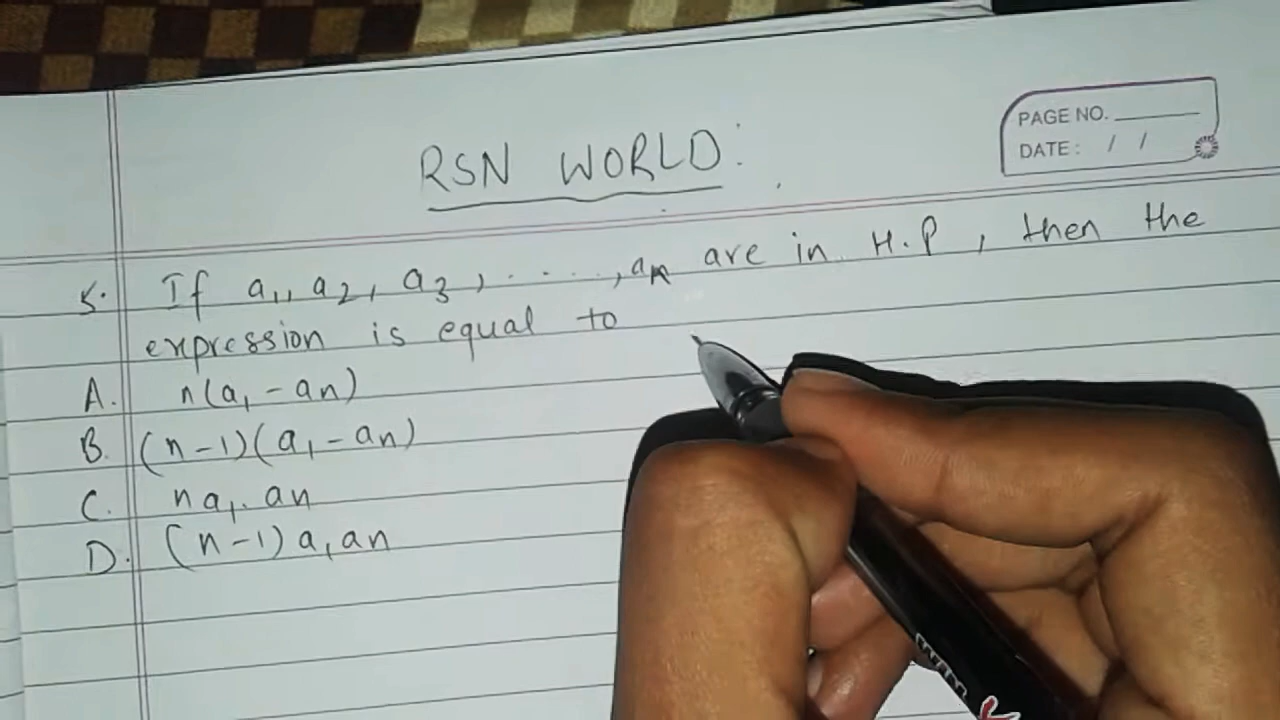 PAGE NO.
DATE: / /
RSN WORLD:
5. If a1, a2, a3, ....., an are in H.P, then the
expression is equal to
A. n(a1 - an)
B. (n-1)(a1 - an)
C. na1.an
D. (n-1)a1an